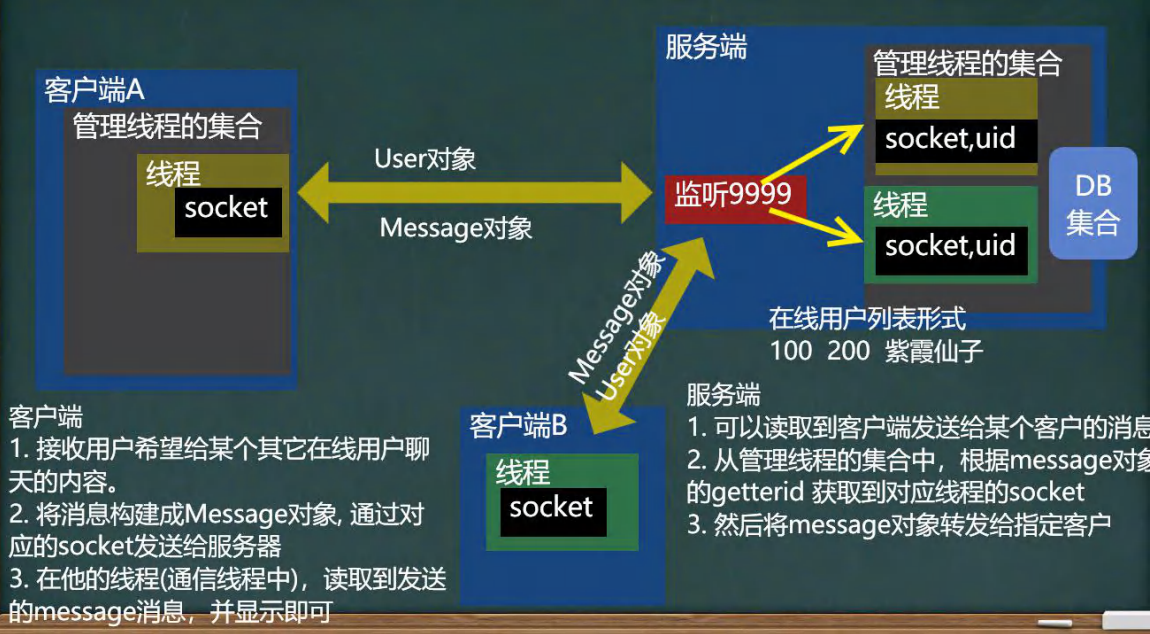 客户端A
管理线程的集合
线程
socket
User对象
Message对象
服务端
管理线程的集合
线程
socket,uid
监听9999
线程
socket,uid
DB
集合
在线用户列表形式
100 200 紫霞仙子
Message对象
User对象
客户端B
线程
socket
客户端
1. 接收用户希望给某个其它在线用户聊
天的内容。
2. 将消息构建成Message对象, 通过对
应的socket发送给服务器
3. 在他的线程(通信线程中)，读取到发送
的message消息，并显示即可
服务端
1. 可以读取到客户端发送给某个客户的消息
2. 从管理线程的集合中，根据message对象
的getterid 获取到对应线程的socket
3. 然后将message对象转发给指定客户